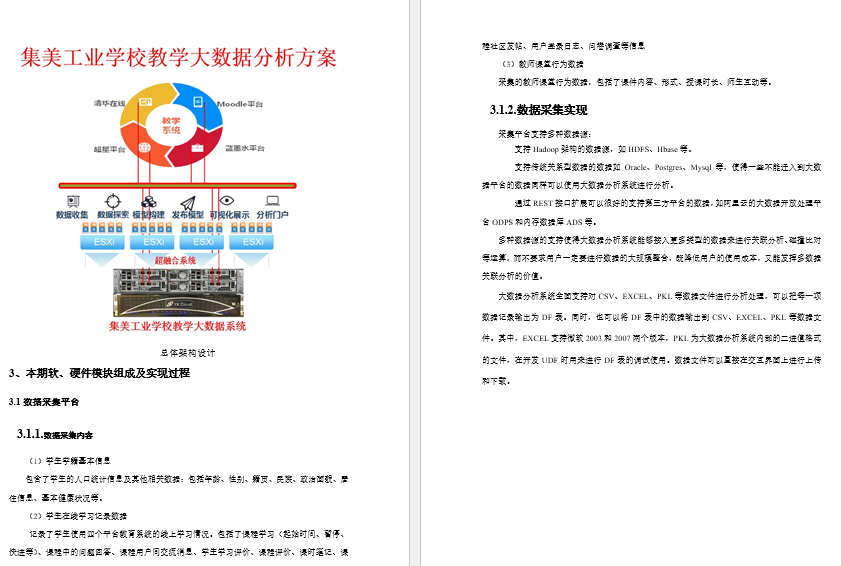 集美工业学校教学大数据分析方案
清华在线
Moodle平台
教学
系统
超星平台
蓝墨水平台
数据收集 数据探索 模型构建 发布模型 可视化展示 分析门户
ESXi ESXi ESXi ESXi
超融合系统
集美工业学校教学大数据系统
总体架构设计
3、本期软、硬件模块组成及实现过程
3.1 数据采集平台
3.1.1.数据采集内容
（1）学生学籍基本信息
包含了学生的人口统计信息及其他相关数据：包括年龄、性别、籍贯、民族、政治面貌、居
住信息、基本健康状况等。
（2）学生在线学习记录数据
记录了学生使用四个平台教育系统的线上学习情况。包括了课程学习（起始时间、暂停、
快进等）、课程中的问题回答、课程用户间交流消息、学生学习评价、课程评价、课时笔记、课
程社区发帖、用户登录日志、问卷调查等信息
（3）教师课堂行为数据
采集的教师课堂行为数据，包括了课件内容、形式、授课时长、师生互动等。
3.1.2.数据采集实现
采集平台支持多种数据源：
支持 Hadoop 架构的数据源，如 HDFS、Hbase 等。
支持传统关系型数据的数据如 Oracle、Postgres、Mysql 等，使得一些不能迁入到大数
据平台的数据同样可以使用大数据分析系统进行分析。
通过 REST 接口扩展可以很好的支持第三方平台的数据，如阿里云的大数据开放处理平
台 ODPS 和内存数据库 ADS 等。
多种数据源的支持使得大数据分析系统能够接入更多类型的数据来进行关联分析、碰撞比对
等运算，而不要求用户一定要进行数据的大规模整合，既降低用户的使用成本，又能发挥多数据
关联分析的价值。
大数据分析系统全面支持对 CSV、EXCEL、PKL 等数据文件进行分析处理，可以把每一项
数据记录输出为 DF 表。同时，也可以将 DF 表中的数据输出到 CSV、EXCEL、PKL 等数据文
件。其中，EXCEL 支持微软 2003 和 2007 两个版本，PKL 为大数据分析系统内部的二进值格式
的文件，在开发 UDF 时用来进行 DF 表的调试使用。数据文件可以直接在交互界面上进行上传
和下载。